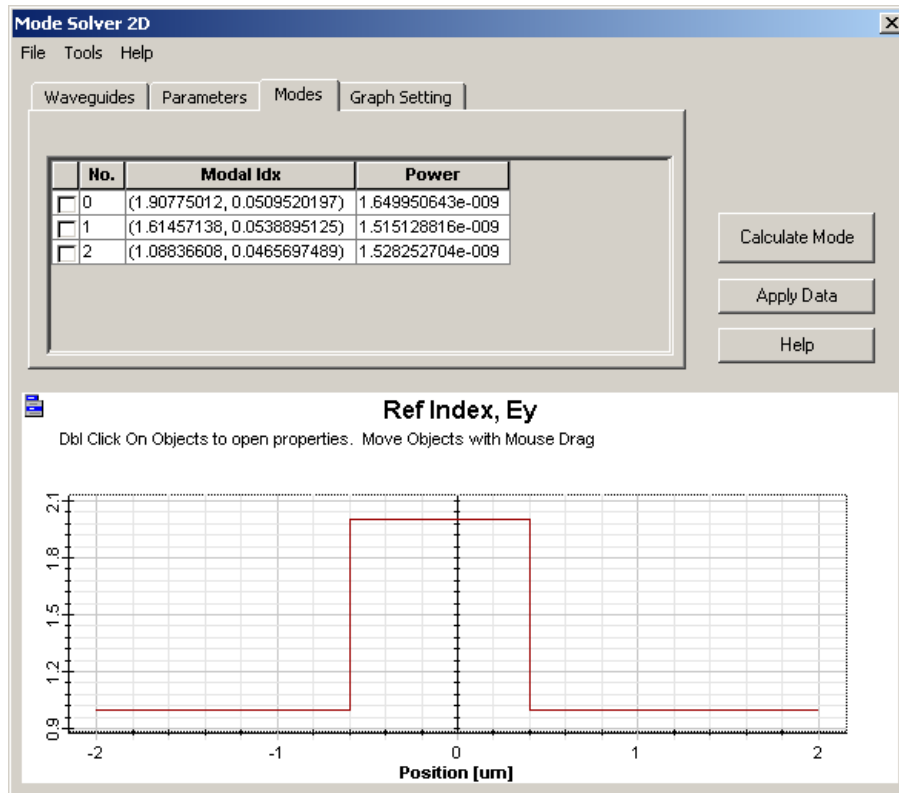 Mode Solver 2D
File Tools Help
Waveguides Parameters Modes Graph Setting
No. Modal Idx Power
0 (1.90775012, 0.0509520197) 1.649950643e-009
1 (1.61457138, 0.0538895125) 1.515128816e-009
2 (1.08836608, 0.0465697489) 1.528252704e-009
Calculate Mode
Apply Data
Help
Ref Index, Ey
Dbl Click On Objects to open properties. Move Objects with Mouse Drag
2.1
1.8
1.5
1.2
0.9
-2 -1 0 1 2
Position [um]